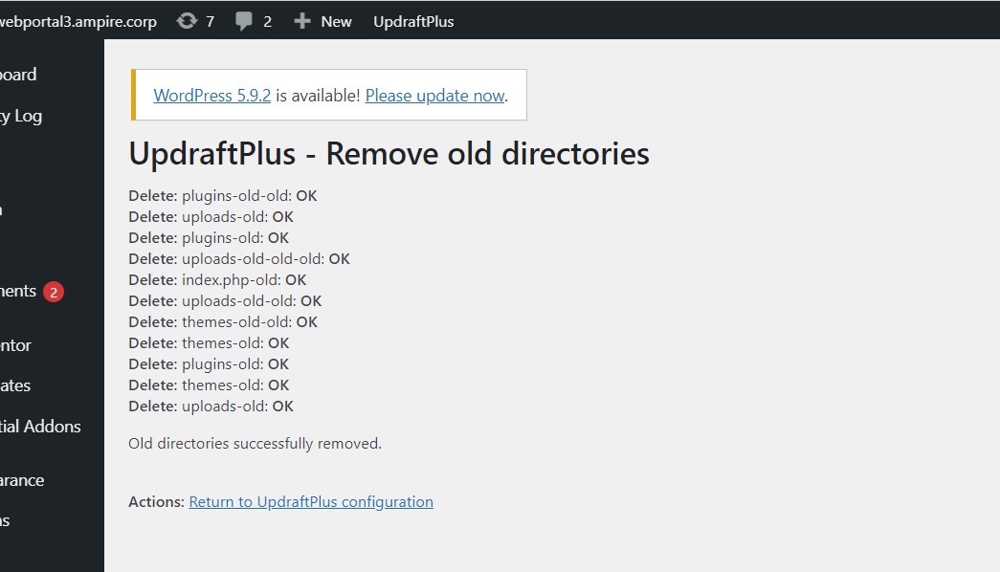 webportal3.ampire.corp 7 2 New UpdraftPlus
WordPress 5.9.2 is available! Please update now.
UpdraftPlus - Remove old directories
Delete: plugins-old-old: OK
Delete: uploads-old: OK
Delete: plugins-old: OK
Delete: uploads-old-old-old: OK
Delete: index.php-old: OK
Delete: uploads-old-old: OK
Delete: themes-old-old: OK
Delete: themes-old: OK
Delete: plugins-old: OK
Delete: themes-old: OK
Delete: uploads-old: OK
Old directories successfully removed.
Actions: Return to UpdraftPlus configuration
oard
ty Log
nents 2
entor
ates
tial Addons
arance
ns